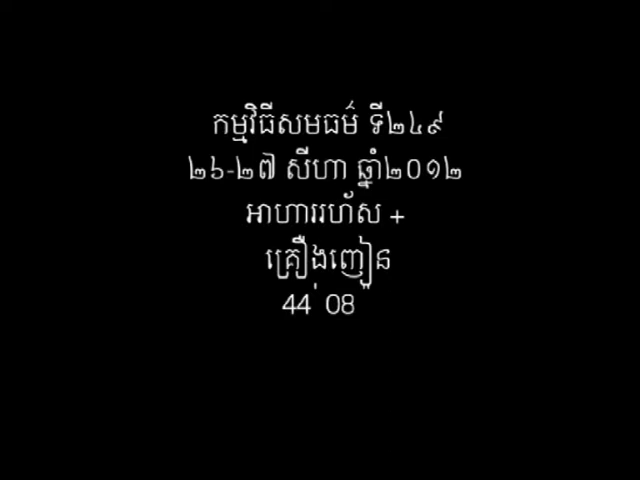 កម្មវិធីសមធម៌ ទី២៤៩
២៦-២៧ សីហា ឆ្នាំ២០១២
អាហាររហ័ស +
គ្រឿងញៀន
44 ' 08 "